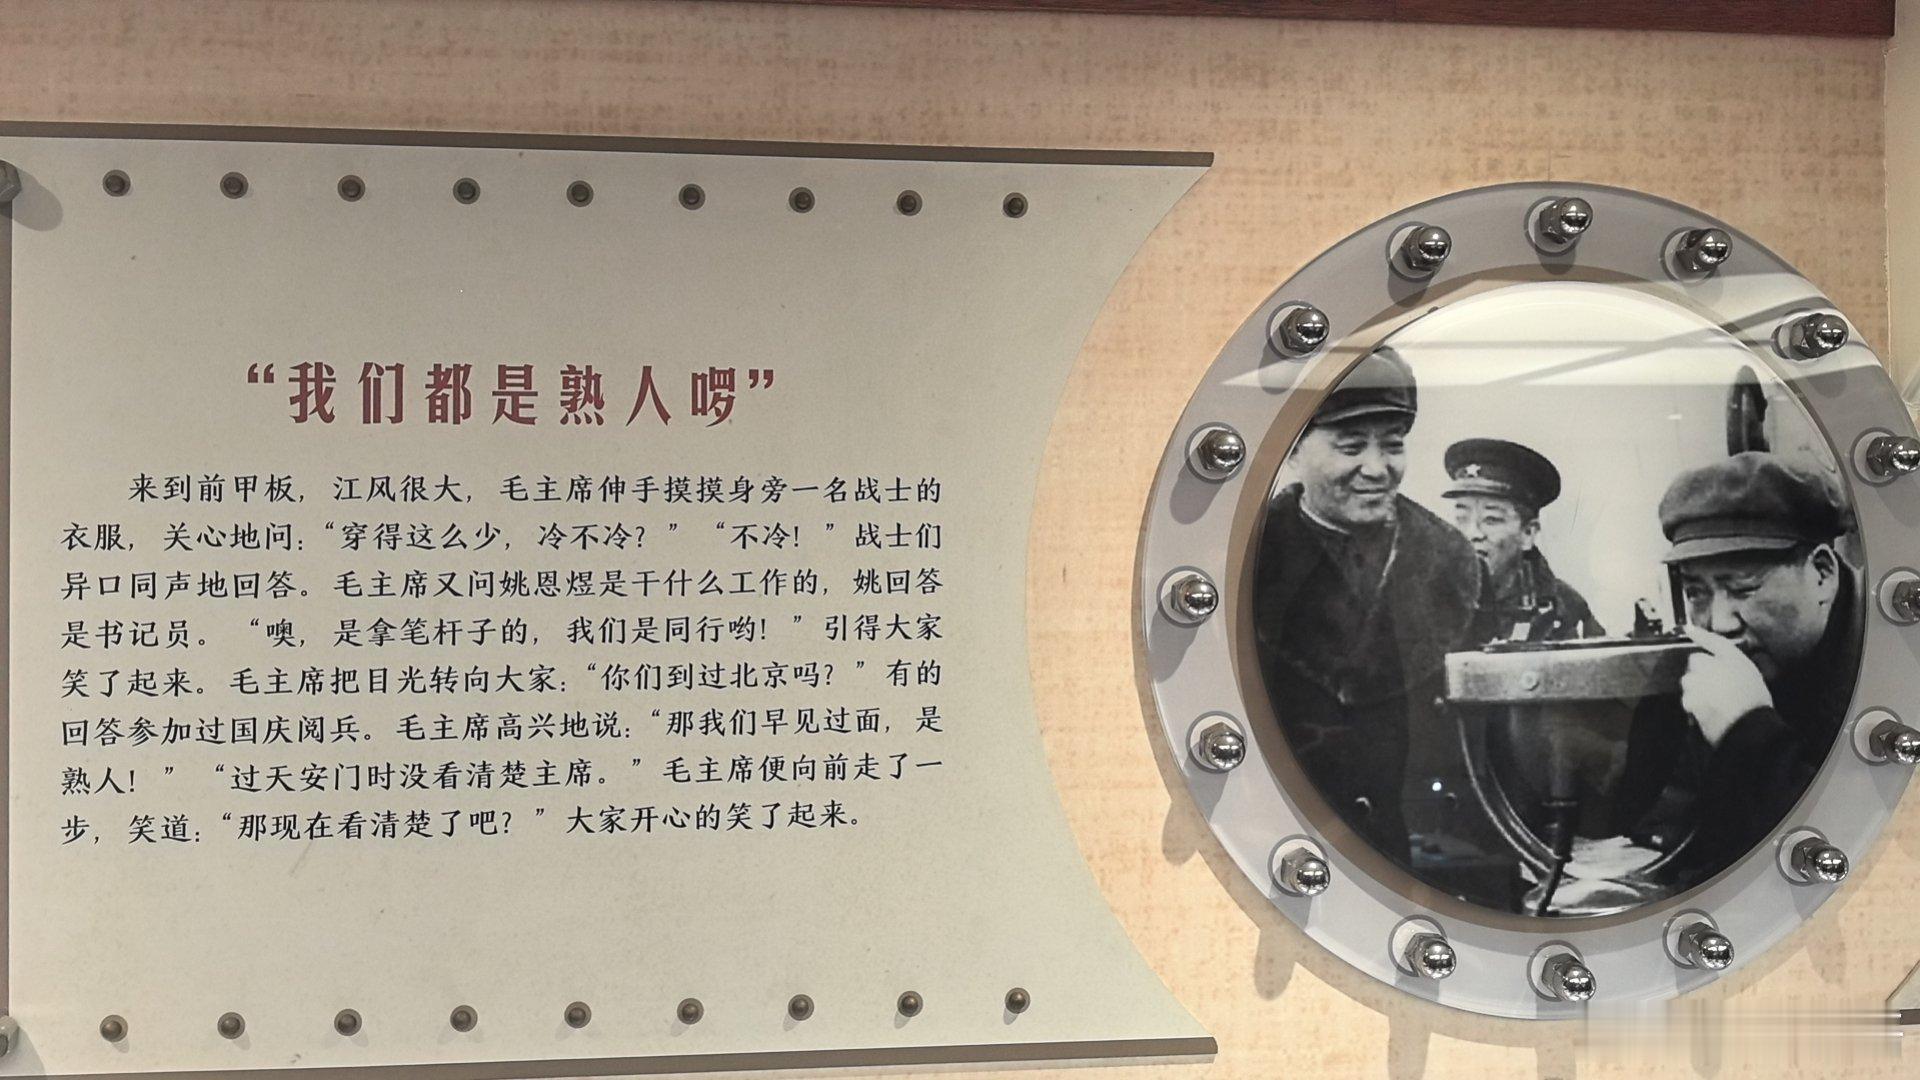 “我们都是熟人啰”
来到前甲板，江风很大，毛主席伸手摸摸身旁一名战士的
衣服，关心地问：“穿得这么少，冷不冷？”“不冷！”战士们
异口同声地回答。毛主席又问姚恩煜是干什么工作的，姚回答
是书记员。“噢，是拿笔杆子的，我们是同行哟！”引得大家
笑了起来。毛主席把目光转向大家：“你们到过北京吗？”有的
回答参加过国庆阅兵。毛主席高兴地说：“那我们早见过面，是
熟人！”“过天安门时没看清楚主席。”毛主席便向前走了一
步，笑道：“那现在看清楚了吧？”大家开心的笑了起来。